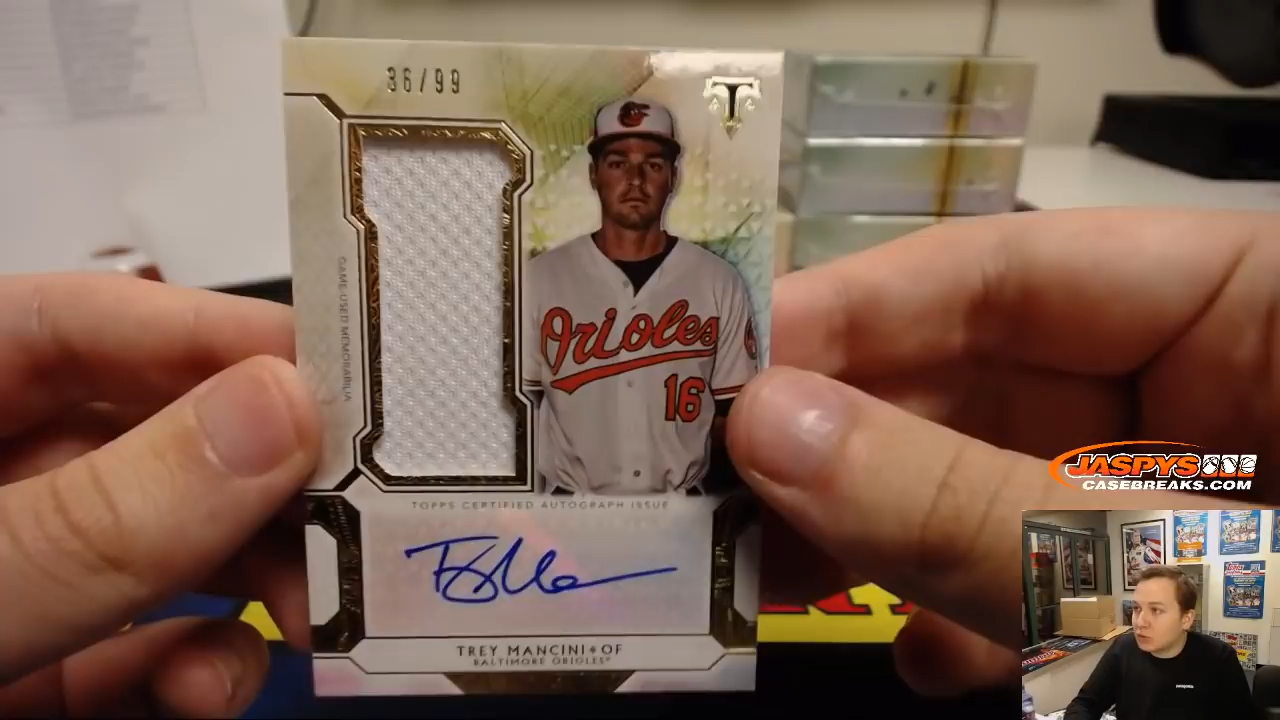 36/99
GAME-USED MEMORABILIA
Orioles
16
TOPPS CERTIFIED AUTOGRAPH ISSUE
TREY MANCINI OF
BALTIMORE ORIOLES®
JASPYS
CASEBREAKS.COM